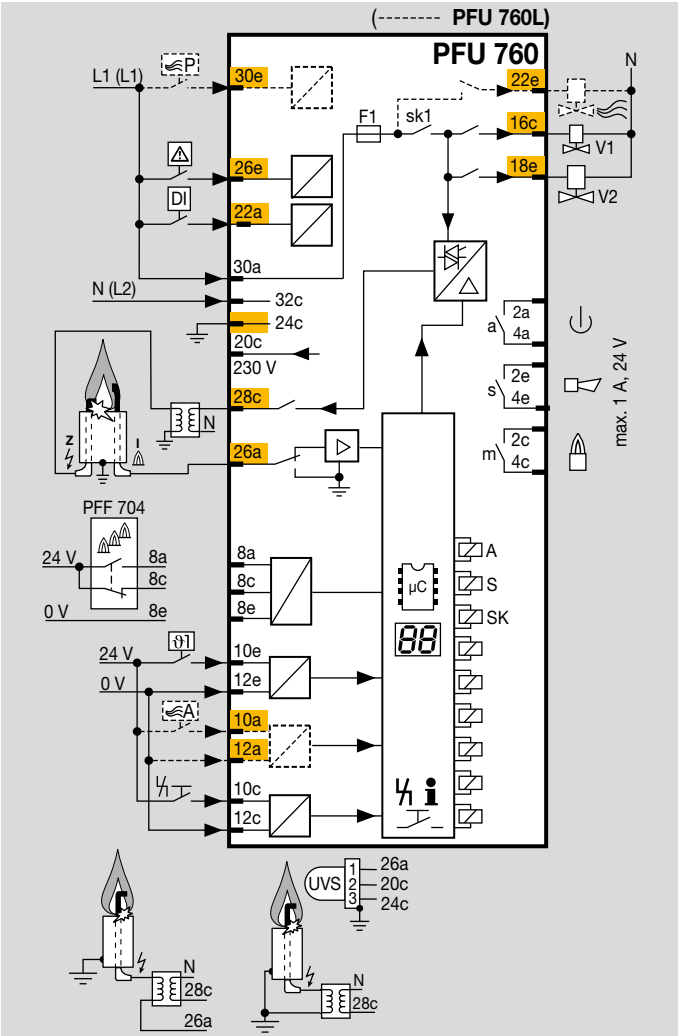 (------- PFU 760L)
PFU 760
N
L1 (L1)
P
30e
22e
F1
sk1
16c
V1
26e
18e
V2
DI
22a
30a
N (L2)
32c
24c
20c
230 V
a
2a
4a
s
2e
4e
m
2c
4c
max. 1 A, 24 V
28c
N
z
I
26a
PFF 704
24 V
8a
8c
0 V
8e
8a
8c
8e
µC
88
A
S
SK
24 V
ϑ1
10e
0 V
12e
A
10a
12a
10c
12c
i
UVS
1
26a
2
20c
3
24c
N
28c
26a
N
28c